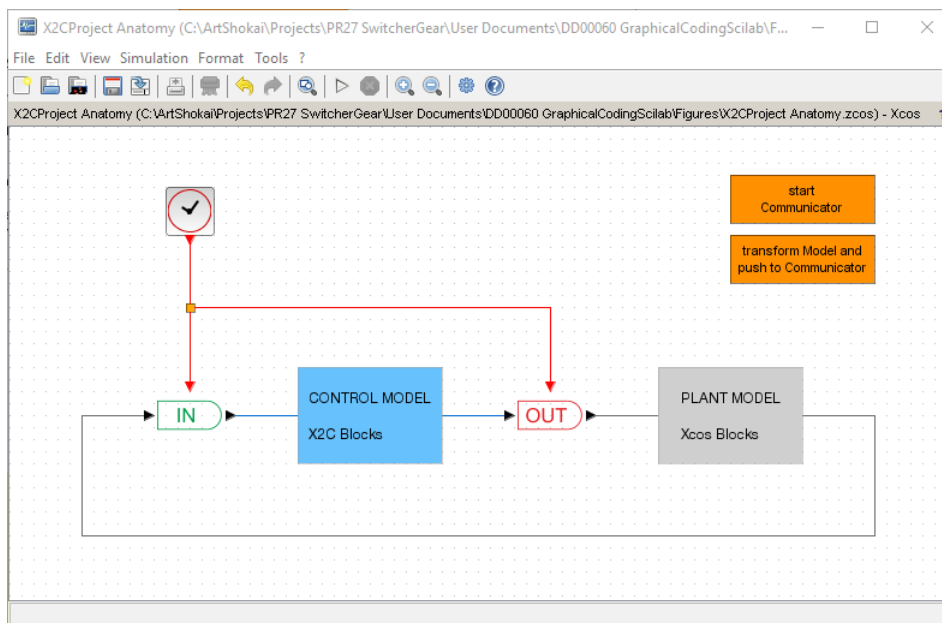 X2CProject Anatomy (C:\ArtShokai\Projects\PR27 SwitcherGear\User Documents\DD00060 GraphicalCodingScilab\F...
File Edit View Simulation Format Tools ?
X2CProject Anatomy (C:\ArtShokai\Projects\PR27 SwitcherGear\User Documents\DD00060 GraphicalCodingScilab\Figures\X2CProject Anatomy.zcos) - Xcos
start
Communicator
transform Model and
push to Communicator
IN
CONTROL MODEL
X2C Blocks
OUT
PLANT MODEL
Xcos Blocks